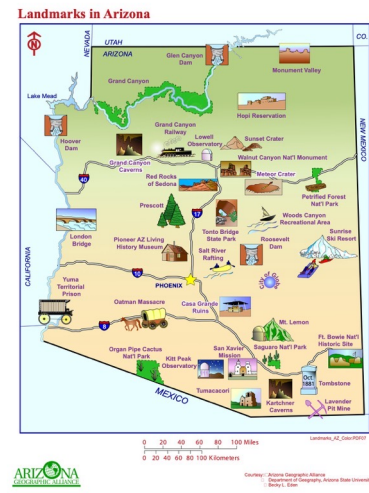 Landmarks in Arizona
N
NEVADA
UTAH
ARIZONA
CO.
NEW MEXICO
CALIFORNIA
MEXICO
Glen Canyon
Dam
Monument Valley
Grand Canyon
Lake Mead
Hopi Reservation
Hoover
Dam
Grand Canyon
Railway
Lowell
Observatory
Sunset Crater
Walnut Canyon Nat'l Monument
Grand Canyon
Caverns
Meteor Crater
Red Rocks
of Sedona
40
Petrified Forest
Nat'l Park
Prescott
17
Woods Canyon
Recreational Area
London
Bridge
Tonto Bridge
State Park
Sunrise
Ski Resort
Pioneer AZ Living
History Museum
Salt River
Rafting
Roosevelt
Dam
Yuma
Territorial
Prison
10
PHOENIX
Oatman Massacre
Casa Grande
Ruins
8
Mt. Lemon
Ft. Bowie Nat'l
Historic Site
Organ Pipe Cactus
Nat'l Park
Kitt Peak
Observatory
San Xavier
Mission
Saguaro Nat'l Park
Oct
1881
Tombstone
Tumacacori
Kartchner
Caverns
Lavender
Pit Mine
Landmarks_AZ_Color.PDF07
0 20 40 60 80 100 Miles
0 20 40 60 80 100 Kilometers
ARIZONA
GEOGRAPHIC ALLIANCE
Courtesy : Arizona Geographic Alliance
Department of Geography, Arizona State University
Becky L. Eden